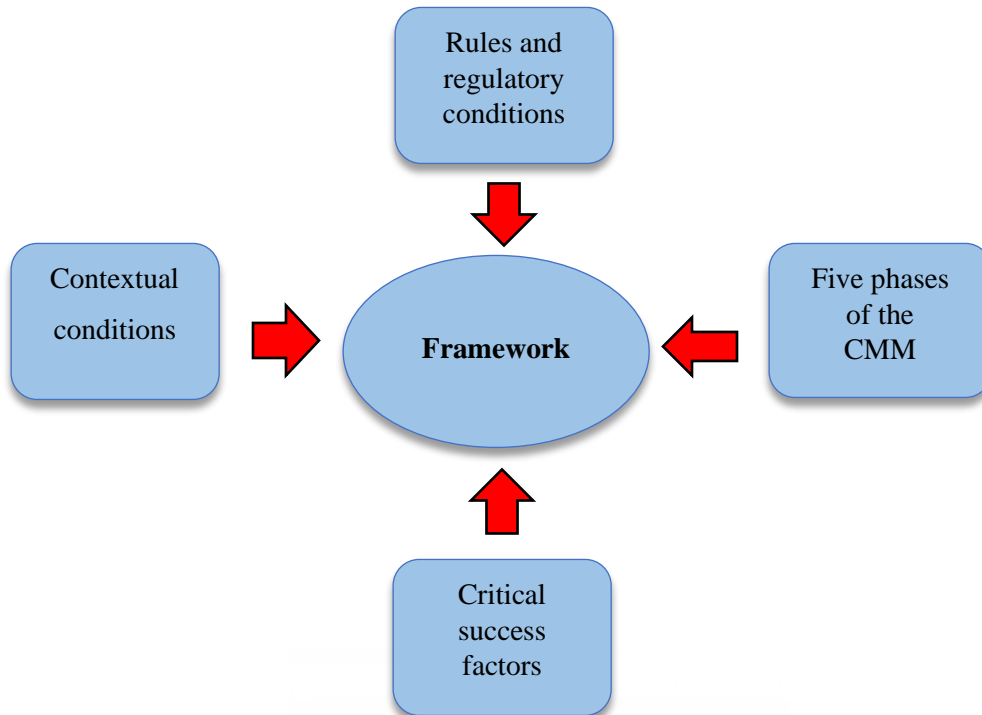 Rules and
regulatory
conditions
Contextual
conditions
Framework
Five phases
of the
CMM
Critical
success
factors